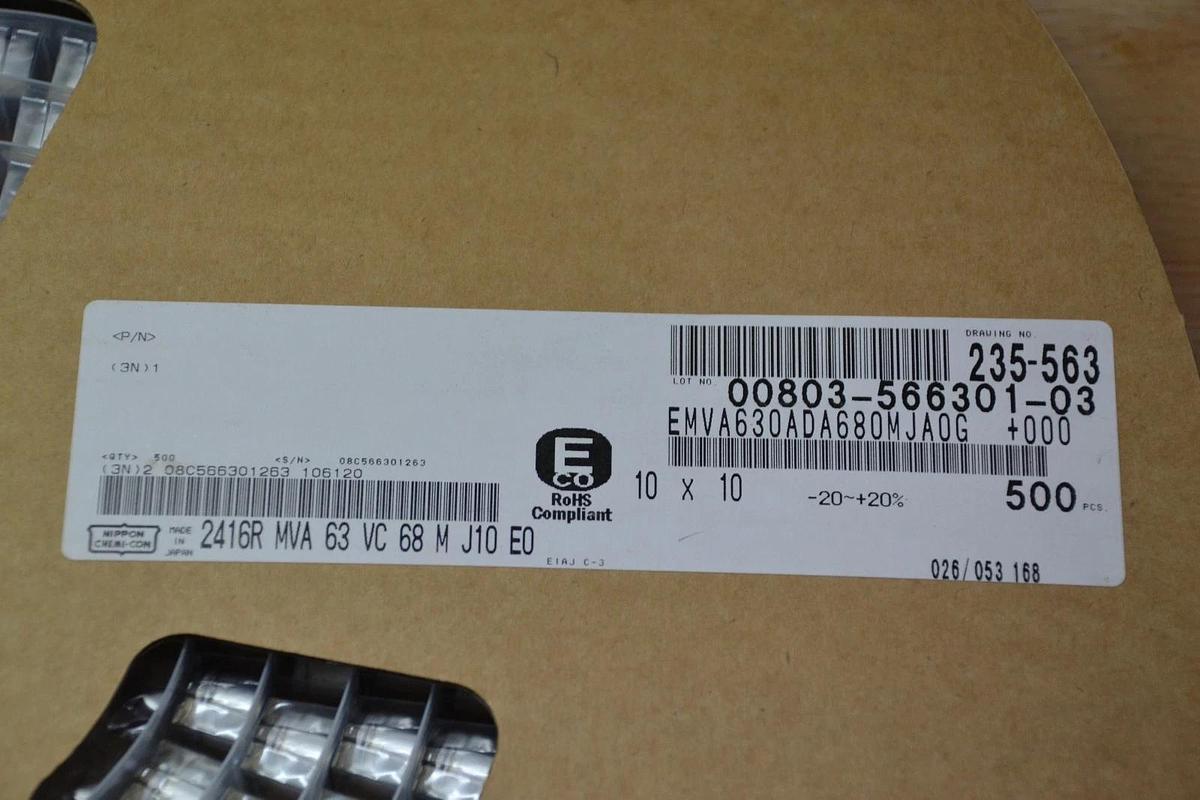 <P/N>
(3N)1
<QTY> 500 <S/N> 08C566301263
(3N)2 08C566301263 106120
NIPPON CHEMI-CON
MADE IN JAPAN
2416R MVA 63 VC 68 M J10 E0
E
CO
RoHS
Compliant
EIAJ C-3
DRAWING NO.
235-563
LOT NO.
00803-566301-03
EMVA630ADA680MJA0G +000
10 x 10
-20~+20%
500 PCS.
026/053 168